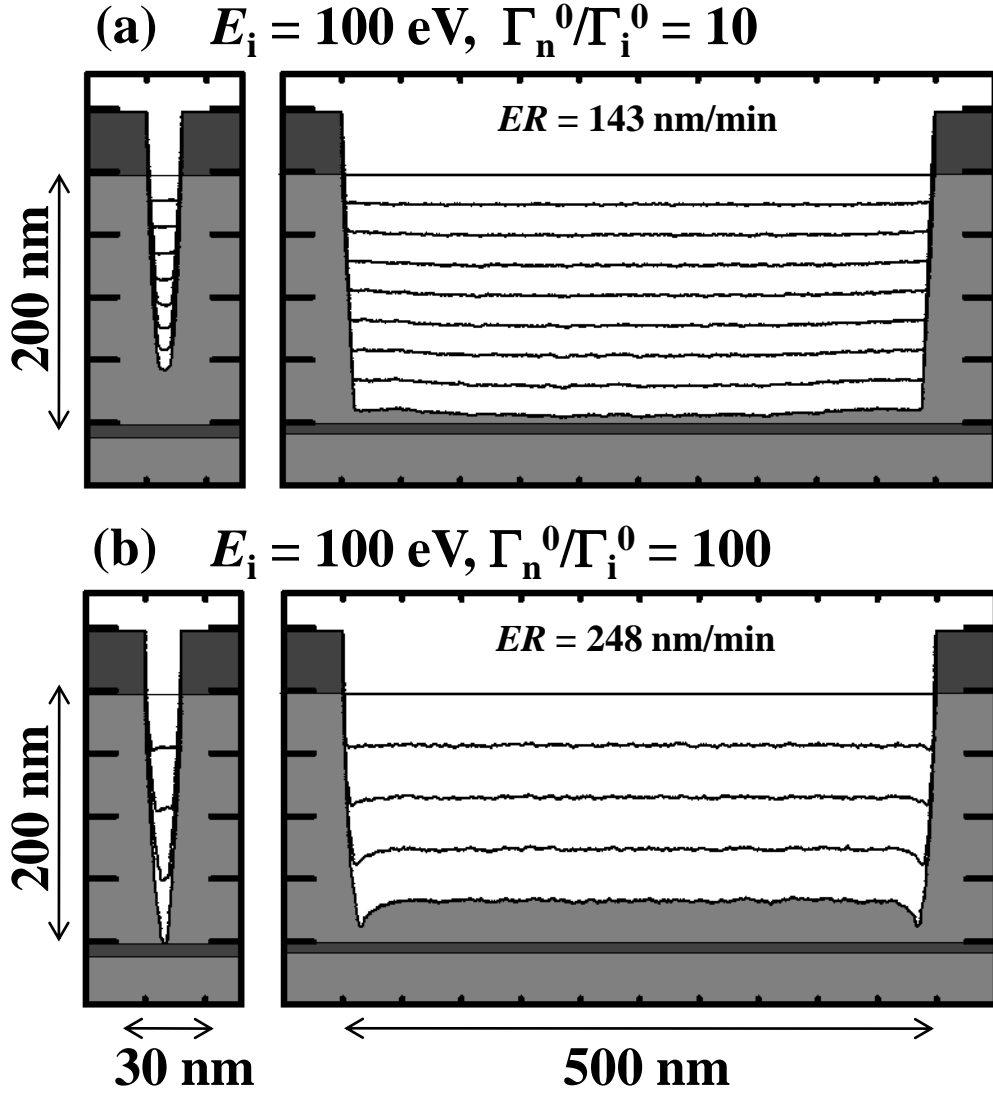 (a) Eᵢ = 100 eV, Γₙ⁰/Γᵢ⁰ = 10
ER = 143 nm/min
200 nm
(b) Eᵢ = 100 eV, Γₙ⁰/Γᵢ⁰ = 100
ER = 248 nm/min
200 nm
30 nm
500 nm